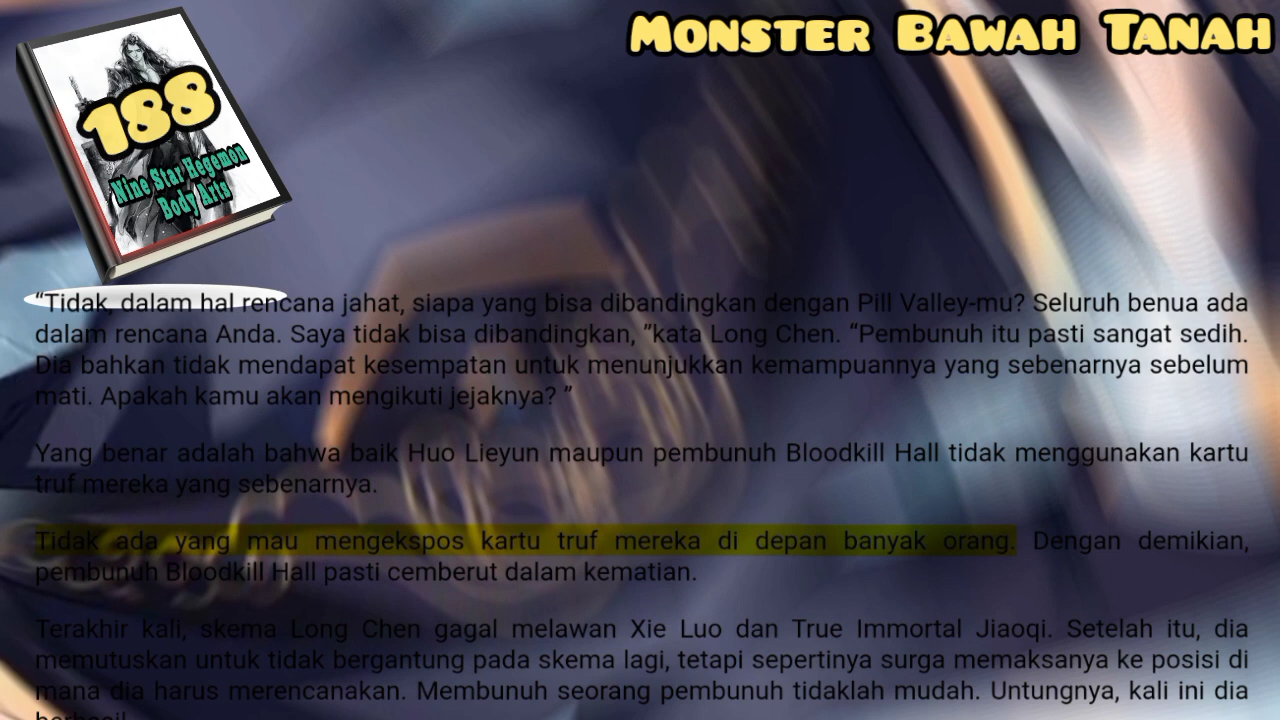 Monster Bawah Tanah
188
Nine Star Hegemon
Body Arts
“Tidak, dalam hal rencana jahat, siapa yang bisa dibandingkan dengan Pill Valley-mu? Seluruh benua ada
dalam rencana Anda. Saya tidak bisa dibandingkan, ”kata Long Chen. “Pembunuh itu pasti sangat sedih.
Dia bahkan tidak mendapat kesempatan untuk menunjukkan kemampuannya yang sebenarnya sebelum
mati. Apakah kamu akan mengikuti jejaknya? ”
Yang benar adalah bahwa baik Huo Lieyun maupun pembunuh Bloodkill Hall tidak menggunakan kartu
truf mereka yang sebenarnya.
Tidak ada yang mau mengekspos kartu truf mereka di depan banyak orang. Dengan demikian,
pembunuh Bloodkill Hall pasti cemberut dalam kematian.
Terakhir kali, skema Long Chen gagal melawan Xie Luo dan True Immortal Jiaoqi. Setelah itu, dia
memutuskan untuk tidak bergantung pada skema lagi, tetapi sepertinya surga memaksanya ke posisi di
mana dia harus merencanakan. Membunuh seorang pembunuh tidaklah mudah. Untungnya, kali ini dia
berhasil.